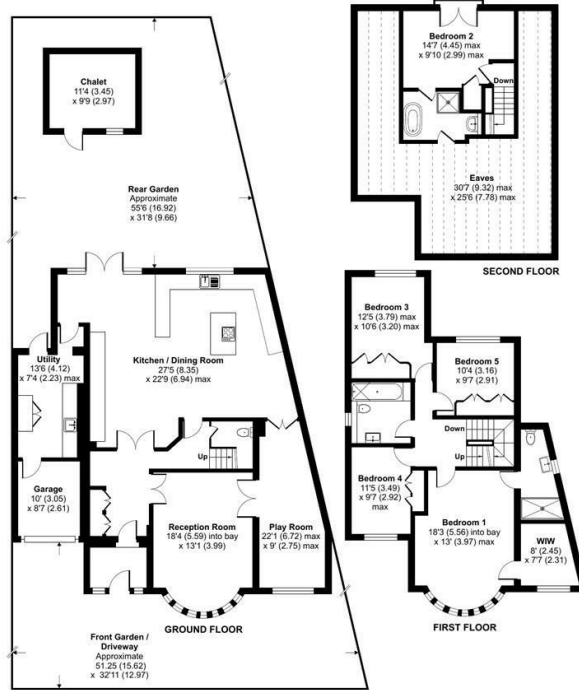 Chalet
11'4 (3.45)
x 9'9 (2.97)
Rear Garden
Approximate
55'6 (16.92)
x 31'8 (9.66)
Utility
13'6 (4.12)
x 7'4 (2.23) max
Kitchen / Dining Room
27'5 (8.35)
x 22'9 (6.94) max
Up
Garage
10' (3.05)
x 8'7 (2.61)
Reception Room
18'4 (5.59) into bay
x 13'1 (3.99)
Play Room
22'1 (6.72) max
x 9' (2.75) max
Front Garden /
Driveway
Approximate
51.25 (15.62)
x 32'11 (12.97)
GROUND FLOOR
Bedroom 2
14'7 (4.45) max
x 9'10 (2.99) max
Down
Eaves
30'7 (9.32) max
x 25'6 (7.78) max
SECOND FLOOR
Bedroom 3
12'5 (3.79) max
x 10'6 (3.20) max
Bedroom 5
10'4 (3.16)
x 9'7 (2.91)
Down
Up
Bedroom 4
11'5 (3.49)
x 9'7 (2.92)
max
Bedroom 1
18'3 (5.56) into bay
x 13' (3.97) max
WIW
8' (2.45)
x 7'7 (2.31)
FIRST FLOOR